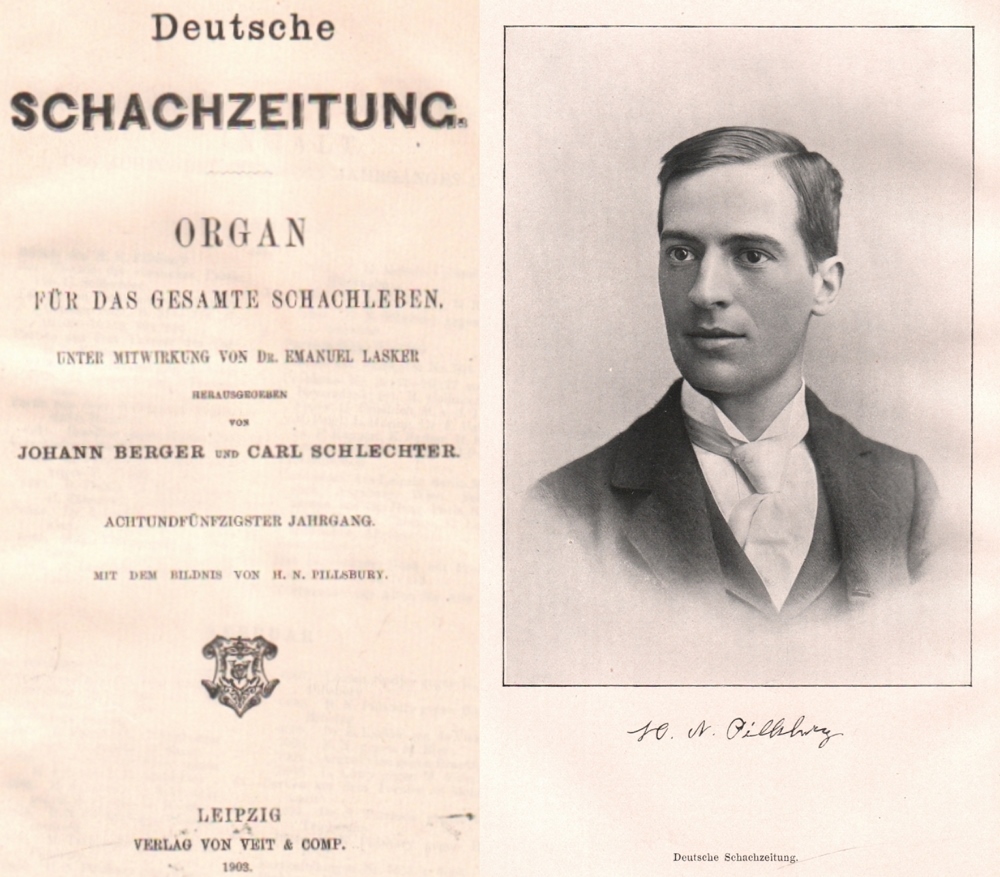 Deutsche
SCHACHZEITUNG.
ORGAN
FÜR DAS GESAMTE SCHACHLEBEN.
UNTER MITWIRKUNG VON DR. EMANUEL LASKER
HERAUSGEGEBEN
VON
JOHANN BERGER UND CARL SCHLECHTER.
ACHTUNDFÜNFZIGSTER JAHRGANG.
MIT DEM BILDNIS VON H. N. PILLSBURY.
LEIPZIG
VERLAG VON VEIT & COMP.
1903.
H. N. Pillsbury
Deutsche Schachzeitung.